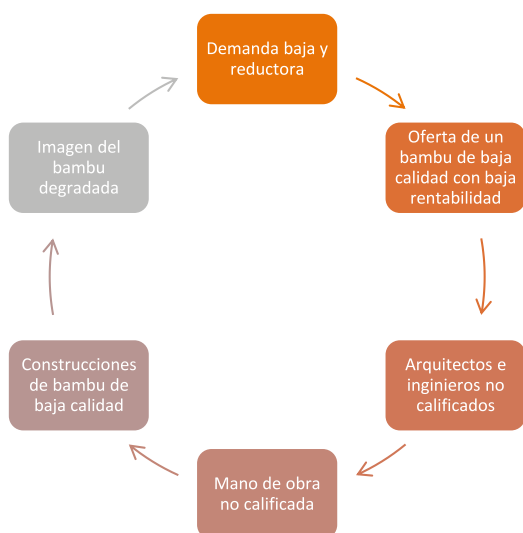 Demanda baja y
reductora
Oferta de un
bambu de baja
calidad con baja
rentabilidad
Arquitectos e
inginieros no
calificados
Mano de obra
no calificada
Construcciones
de bambu de
baja calidad
Imagen del
bambu
degradada